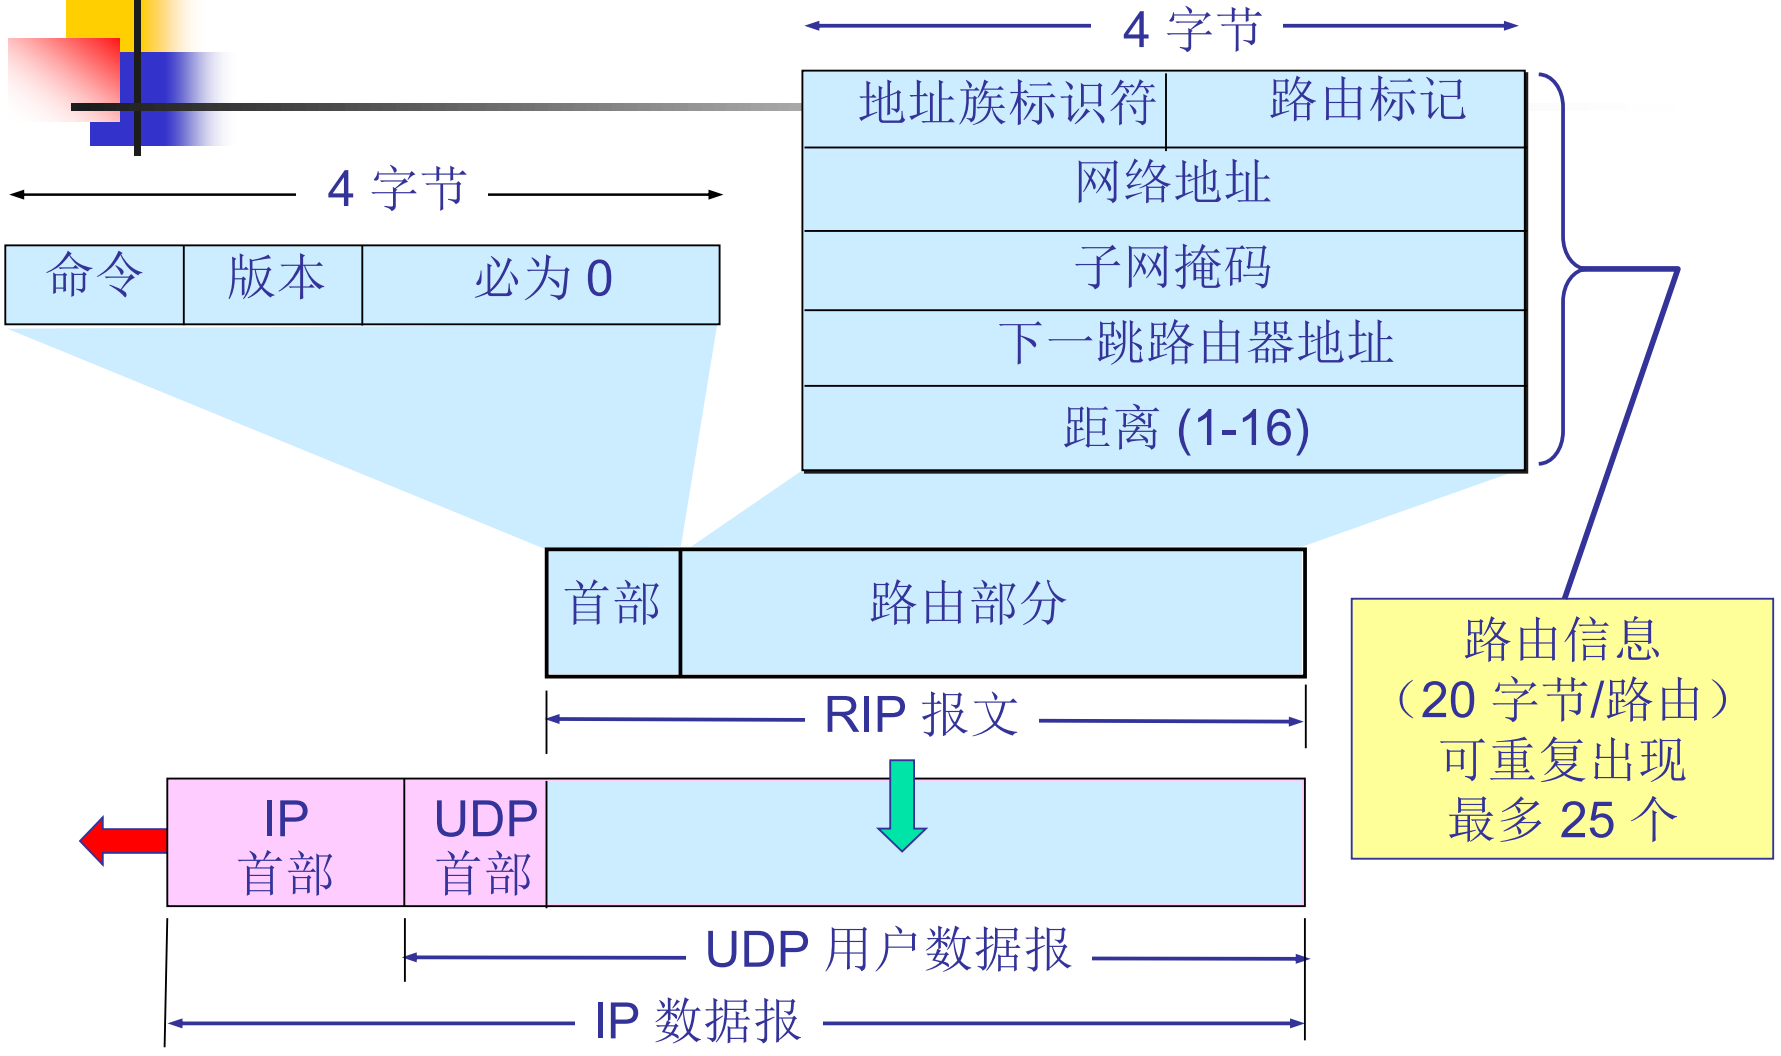 4 字节
地址族标识符
路由标记
网络地址
子网掩码
下一跳路由器地址
距离 (1-16)
4 字节
命令
版本
必为 0
首部
路由部分
路由信息
（20 字节/路由）
可重复出现
最多 25 个
RIP 报文
IP
首部
UDP
首部
UDP 用户数据报
IP 数据报